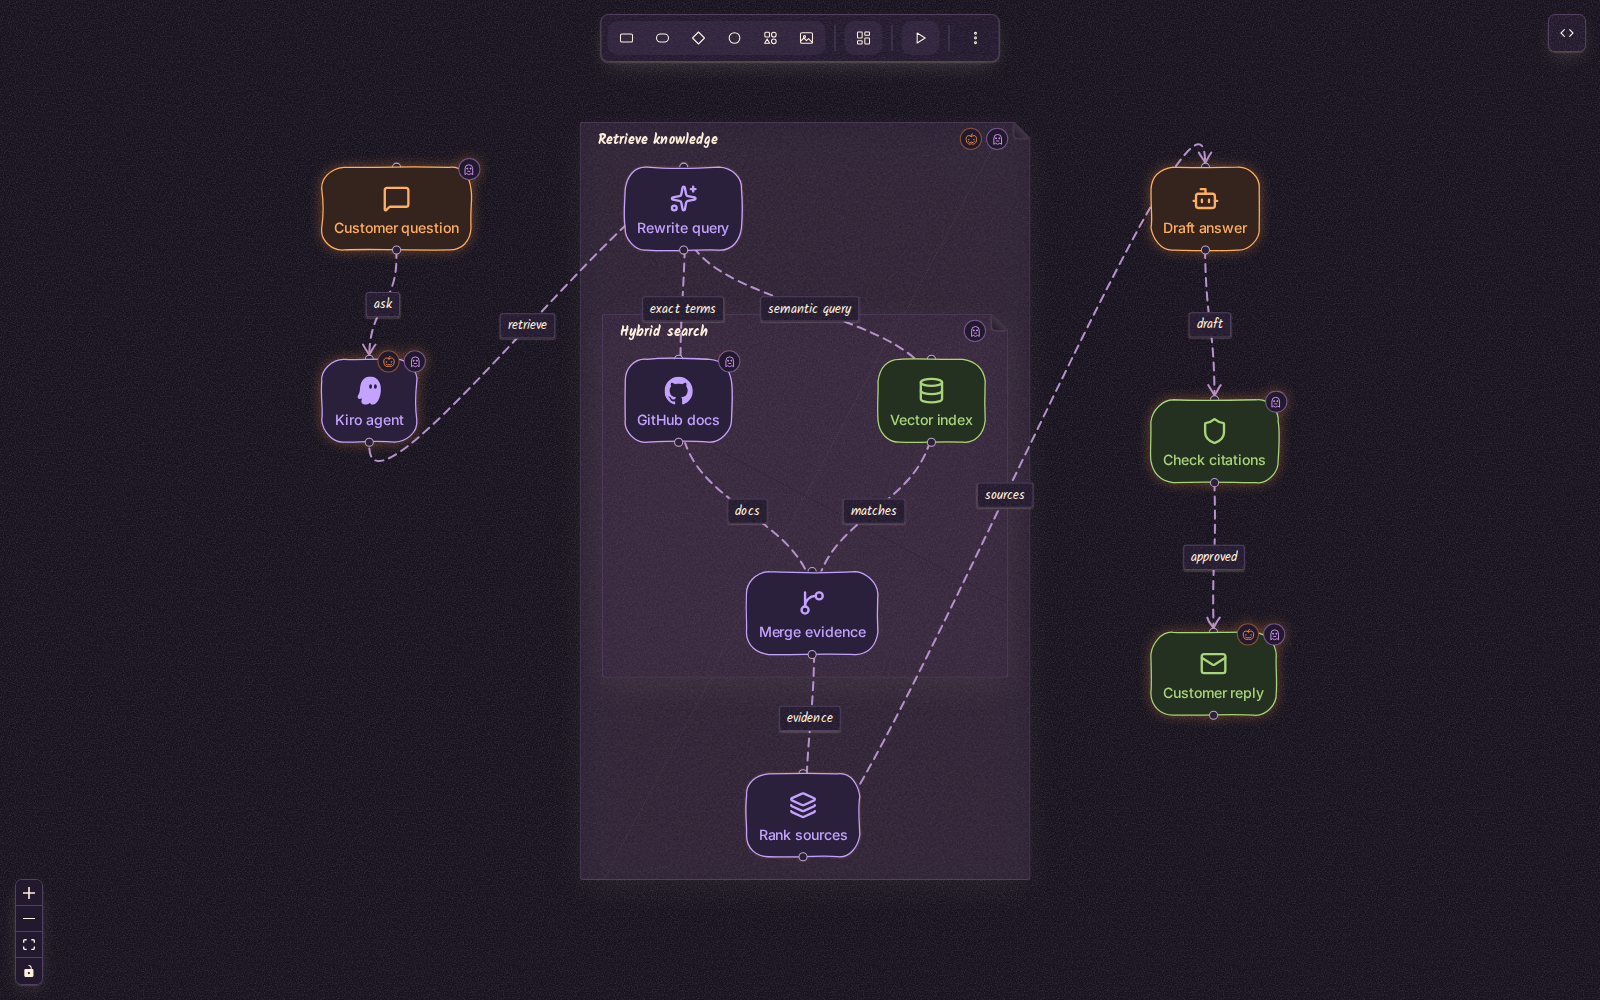 Retrieve knowledge
Customer question
Rewrite query
Draft answer
ask
exact terms
semantic query
retrieve
draft
Hybrid search
Kiro agent
GitHub docs
Vector index
Check citations
sources
docs
matches
approved
Merge evidence
Customer reply
evidence
Rank sources